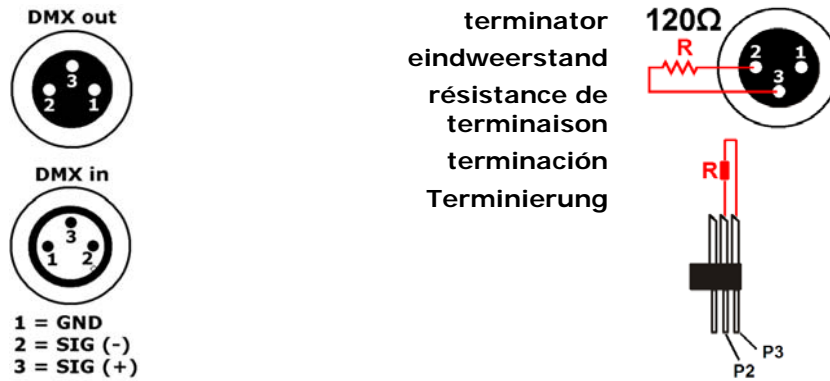 DMX out
3
2 1
DMX in
3
1 2
1 = GND
2 = SIG (-)
3 = SIG (+)
terminator
eindweerstand
résistance de
terminaison
terminación
Terminierung
120Ω
R
2 1
3
R
P3
P2